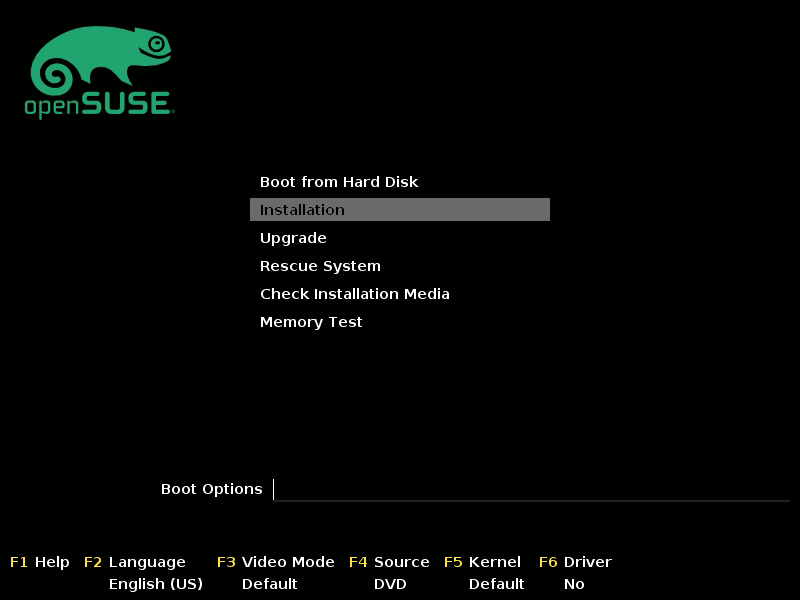 openSUSE
Boot from Hard Disk
Installation
Upgrade
Rescue System
Check Installation Media
Memory Test
Boot Options
F1 Help F2 Language F3 Video Mode F4 Source F5 Kernel F6 Driver
English (US) Default DVD Default No